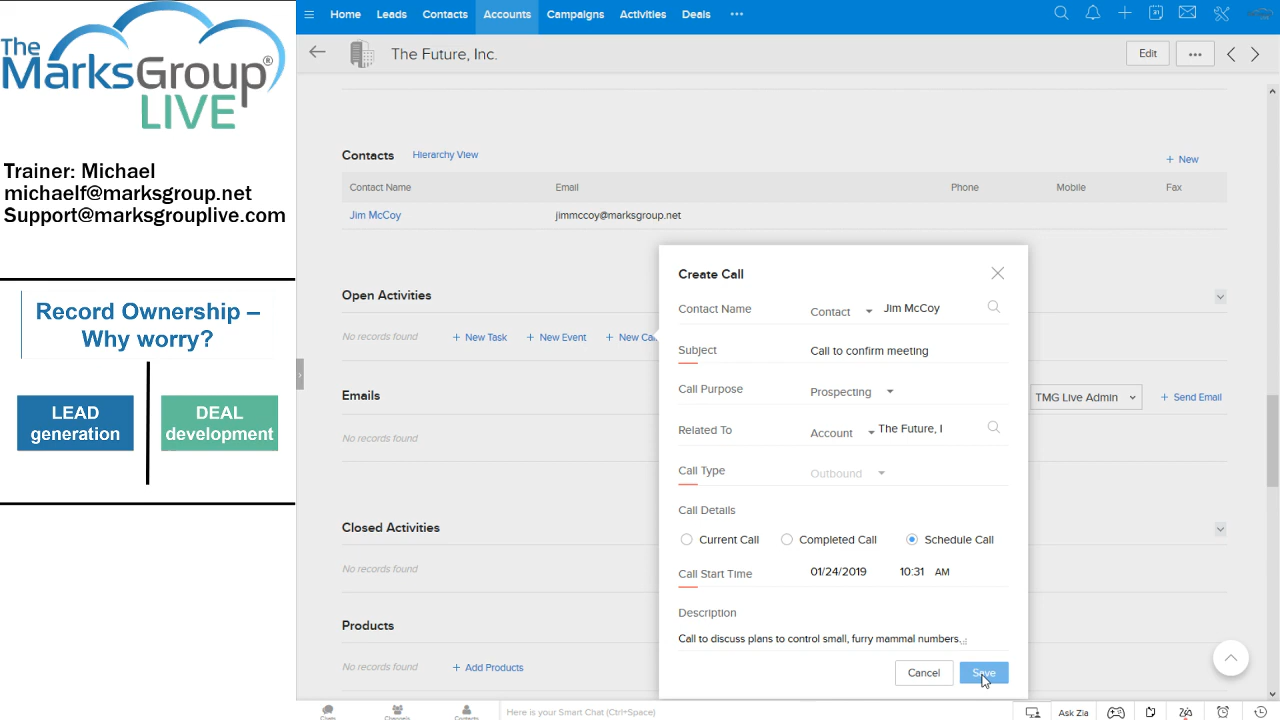 The
MarksGroup®
LIVE
Trainer: Michael
michaelf@marksgroup.net
Support@marksgrouplive.com
Record Ownership –
Why worry?
LEAD
generation
DEAL
development
Home Leads Contacts Accounts Campaigns Activities Deals
The Future, Inc.
Edit
Contacts Hierarchy View
+ New
Contact Name Email Phone Mobile Fax
Jim McCoy jimmccoy@marksgroup.net
Open Activities
No records found + New Task + New Event + New Cal
Emails
TMG Live Admin + Send Email
No records found
Closed Activities
No records found
Products
No records found + Add Products
Create Call
Contact Name Contact Jim McCoy
Subject Call to confirm meeting
Call Purpose Prospecting
Related To Account The Future, I
Call Type Outbound
Call Details
Current Call Completed Call Schedule Call
Call Start Time 01/24/2019 10:31 AM
Description
Call to discuss plans to control small, furry mammal numbers.
Cancel Save
Chats Channels Contacts Here is your Smart Chat (Ctrl+Space) Ask Zia